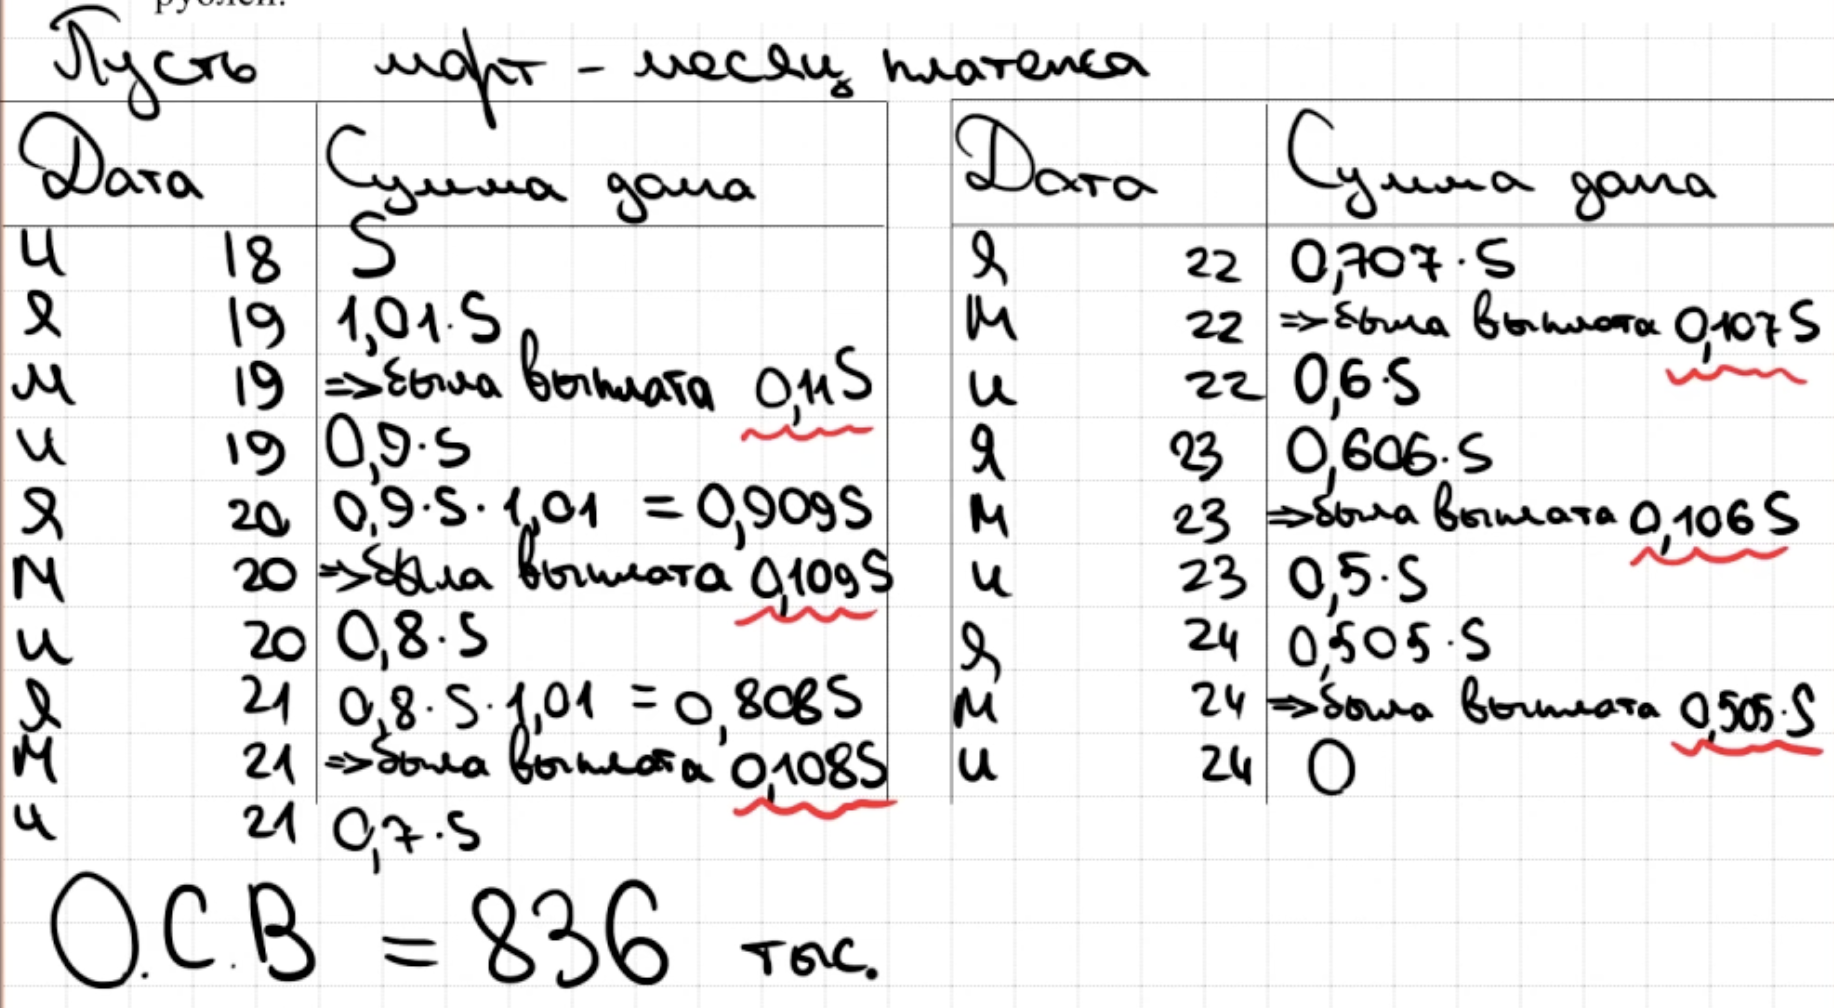 рублей.
Пусть март - месяц платежа
Дата Сумма долга
И 18 S
Я 19 1,01·S
М 19 =>была выплата 0,11S
И 19 0,9·S
Я 20 0,9·S·1,01 = 0,909S
М 20 =>была выплата 0,109S
И 20 0,8·S
Я 21 0,8·S·1,01 = 0,808S
М 21 =>была выплата 0,108S
И 21 0,7·S
Дата Сумма долга
Я 22 0,707·S
М 22 =>была выплата 0,107S
И 22 0,6·S
Я 23 0,606·S
М 23 =>была выплата 0,106S
И 23 0,5·S
Я 24 0,505·S
М 24 =>была выплата 0,505·S
И 24 0
О.С.В = 836 тыс.